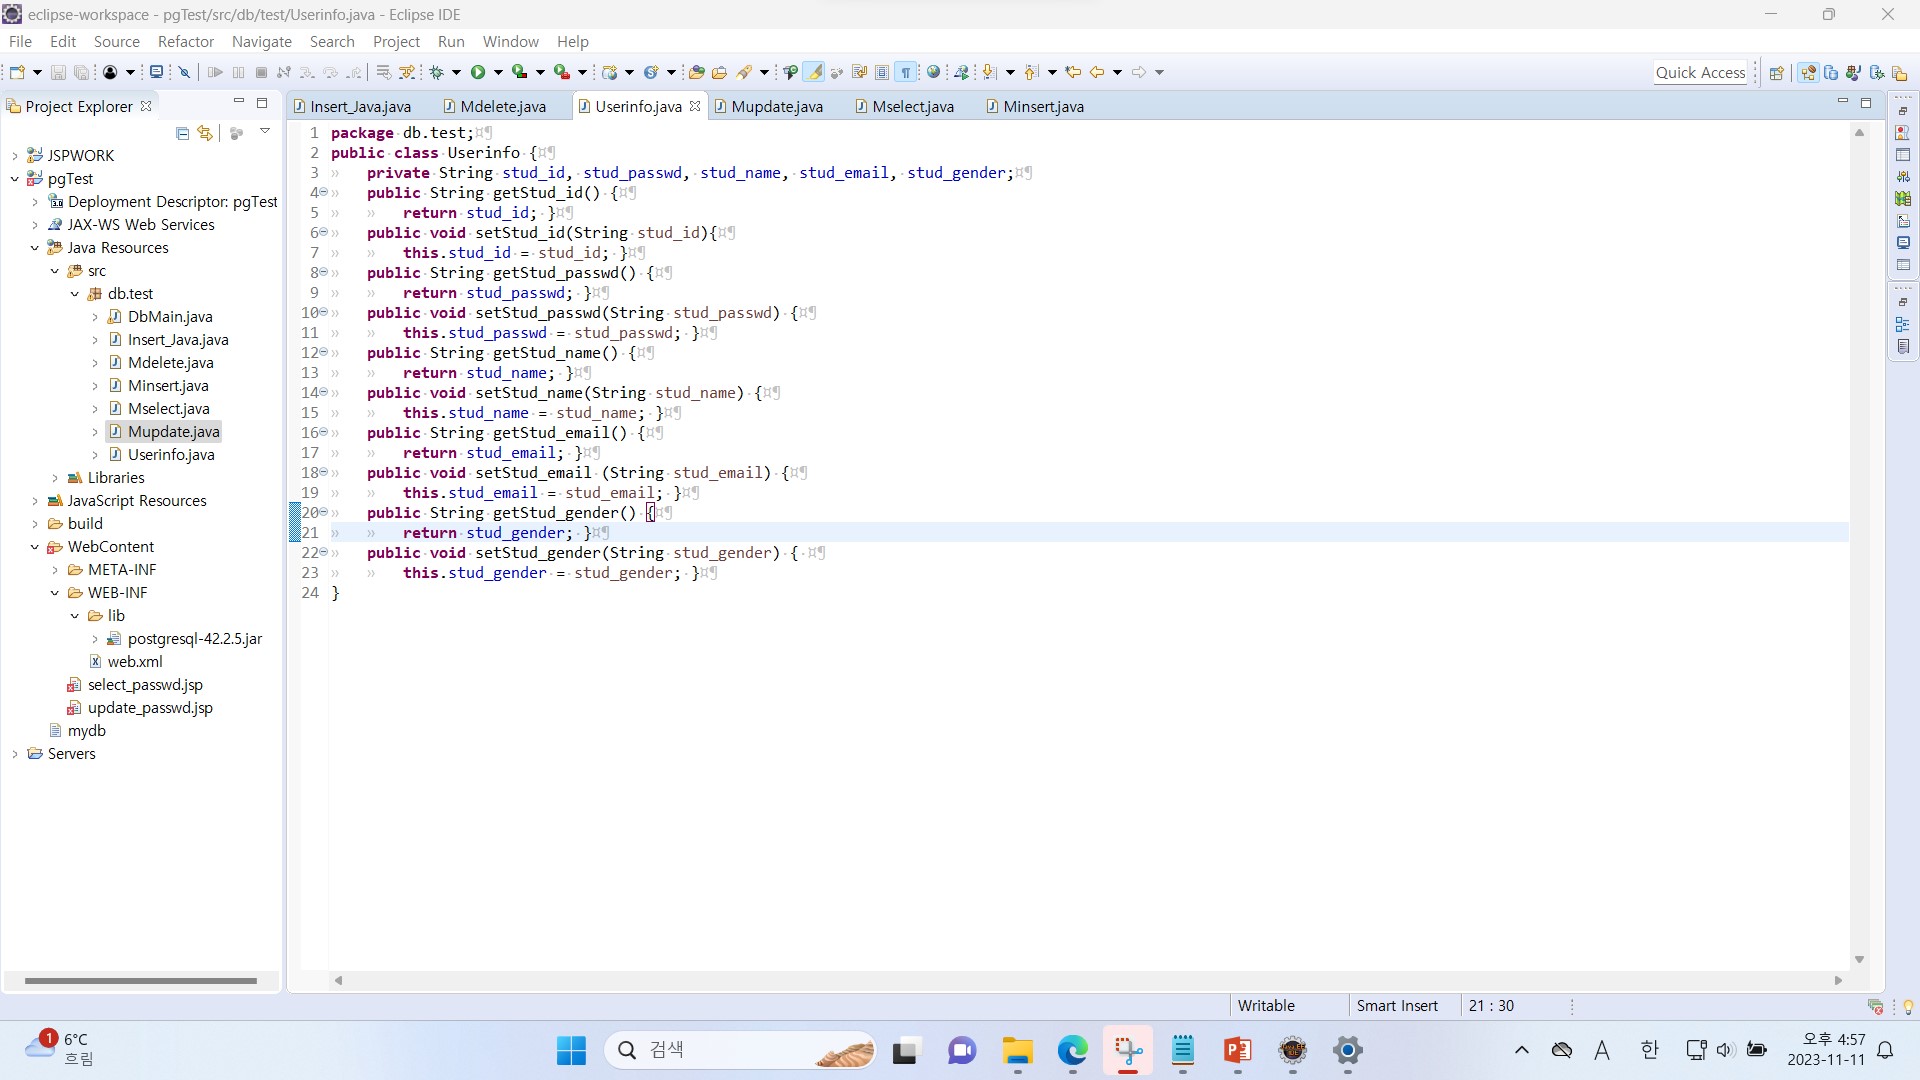 eclipse-workspace - pgTest/src/db/test/Userinfo.java - Eclipse IDE
File Edit Source Refactor Navigate Search Project Run Window Help
Quick Access
Project Explorer
Insert_Java.java Mdelete.java Userinfo.java Mupdate.java Mselect.java Minsert.java
JSPWORK
pgTest
Deployment Descriptor: pgTest
JAX-WS Web Services
Java Resources
src
db.test
DbMain.java
Insert_Java.java
Mdelete.java
Minsert.java
Mselect.java
Mupdate.java
Userinfo.java
Libraries
JavaScript Resources
build
WebContent
META-INF
WEB-INF
lib
postgresql-42.2.5.jar
web.xml
select_passwd.jsp
update_passwd.jsp
mydb
Servers
1 package db.test;
2 public class Userinfo {
3 private String stud_id, stud_passwd, stud_name, stud_email, stud_gender;
4 public String getStud_id() {
5 return stud_id; }
6 public void setStud_id(String stud_id){
7 this.stud_id = stud_id; }
8 public String getStud_passwd() {
9 return stud_passwd; }
10 public void setStud_passwd(String stud_passwd) {
11 this.stud_passwd = stud_passwd; }
12 public String getStud_name() {
13 return stud_name; }
14 public void setStud_name(String stud_name) {
15 this.stud_name = stud_name; }
16 public String getStud_email() {
17 return stud_email; }
18 public void setStud_email (String stud_email) {
19 this.stud_email = stud_email; }
20 public String getStud_gender() {
21 return stud_gender; }
22 public void setStud_gender(String stud_gender) {
23 this.stud_gender = stud_gender; }
24 }
Writable Smart Insert 21 : 30
1
6°C
흐림
검색
A 한
오후 4:57
2023-11-11